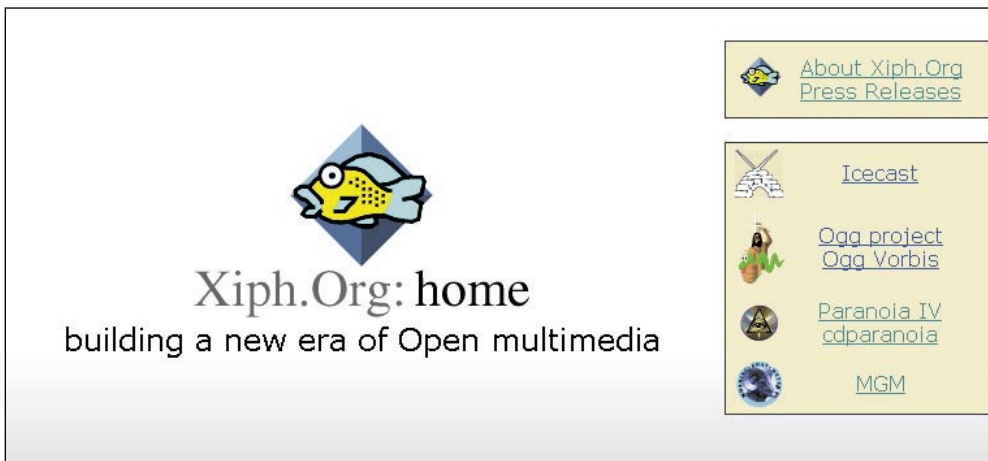 Xiph.Org: home
building a new era of Open multimedia
About Xiph.Org
Press Releases
Icecast
Ogg project
Ogg Vorbis
Paranoia IV
cdparanoia
MGM